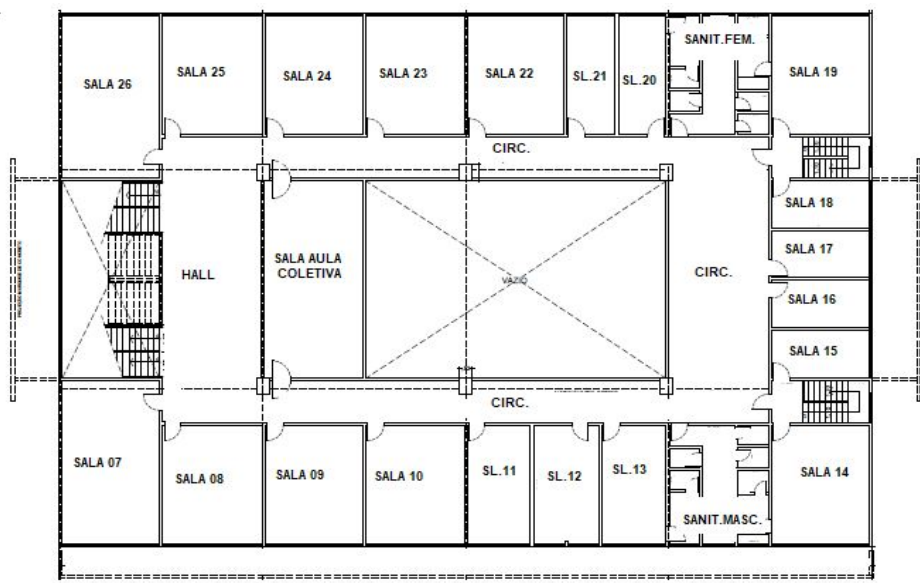 SALA 26
SALA 25
SALA 24
SALA 23
SALA 22
SL.21
SL.20
SANIT.FEM.
SALA 19
CIRC.
SALA 18
HALL
SALA AULA
COLETIVA
VAZIO
CIRC.
SALA 17
SALA 16
SALA 15
CIRC.
SALA 07
SALA 08
SALA 09
SALA 10
SL.11
SL.12
SL.13
SANIT.MASC.
SALA 14